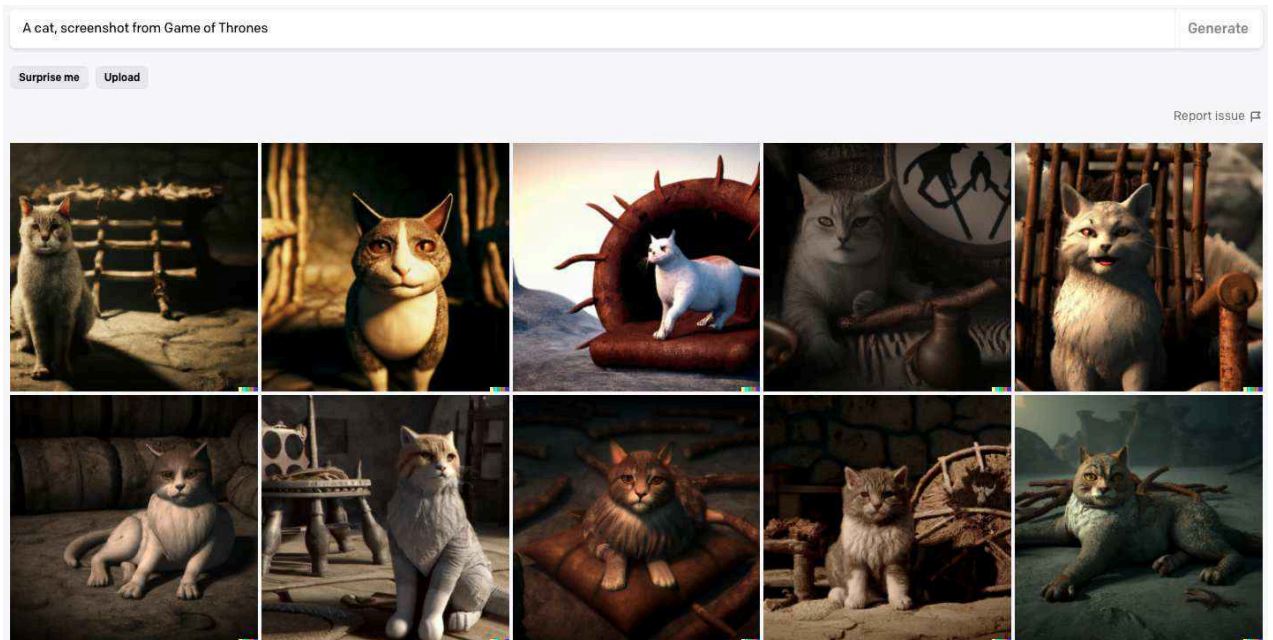 A cat, screenshot from Game of Thrones
Generate
Surprise me
Upload
Report issue